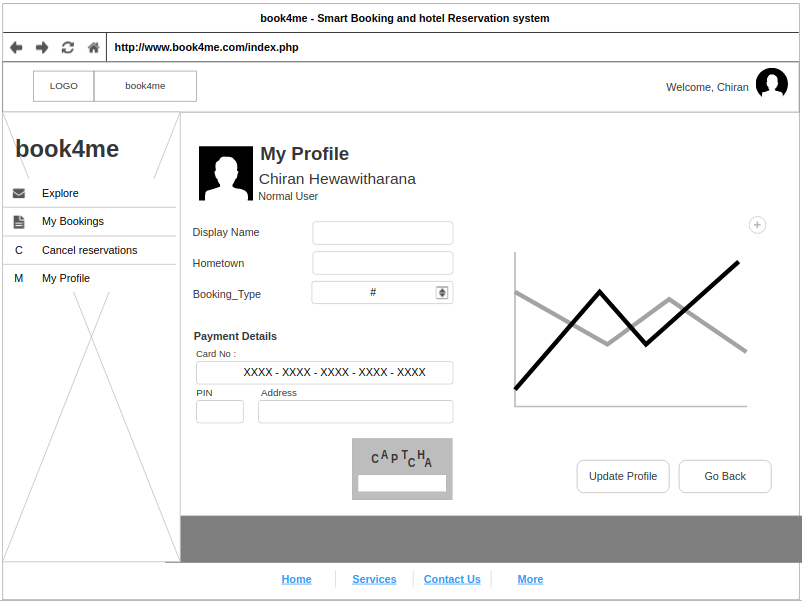 book4me - Smart Booking and hotel Reservation system
http://www.book4me.com/index.php
LOGO
book4me
Welcome, Chiran
book4me
Explore
My Bookings
C Cancel reservations
M My Profile
My Profile
Chiran Hewawitharana
Normal User
Display Name
Hometown
Booking_Type #
Payment Details
Card No :
XXXX - XXXX - XXXX - XXXX - XXXX
PIN Address
CAPTCHA
Update Profile Go Back
Home Services Contact Us More